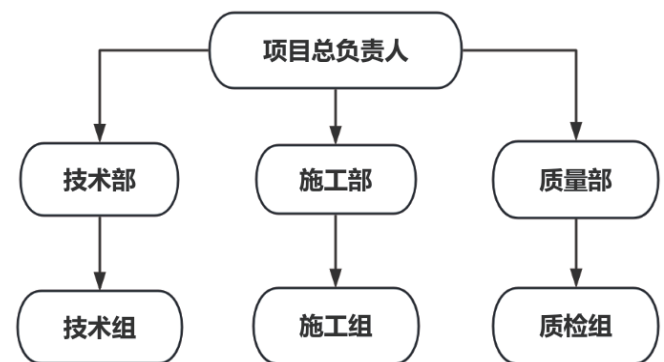 项目总负责人
技术部
施工部
质量部
技术组
施工组
质检组